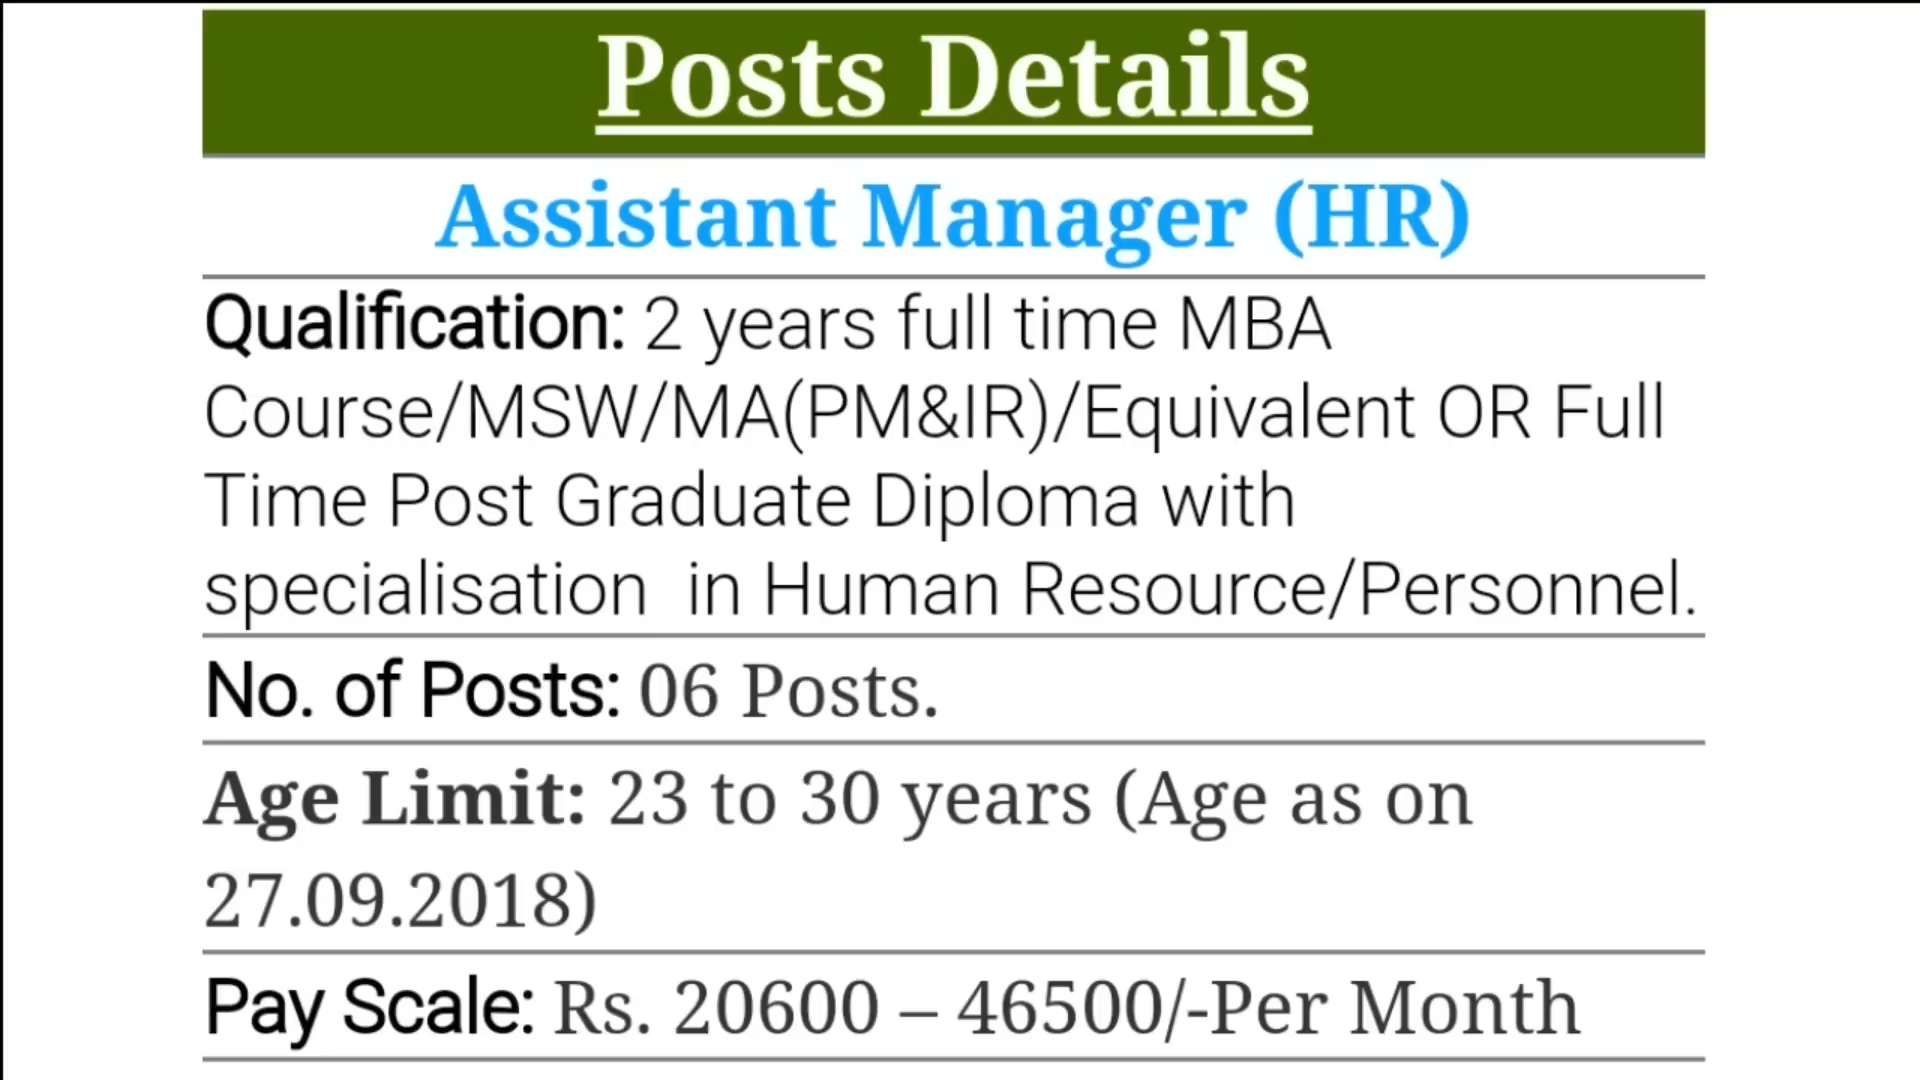 Posts Details
Assistant Manager (HR)
Qualification: 2 years full time MBA
Course/MSW/MA(PM&IR)/Equivalent OR Full
Time Post Graduate Diploma with
specialisation  in Human Resource/Personnel.
No. of Posts: 06 Posts.
Age Limit: 23 to 30 years (Age as on
27.09.2018)
Pay Scale: Rs. 20600 – 46500/-Per Month